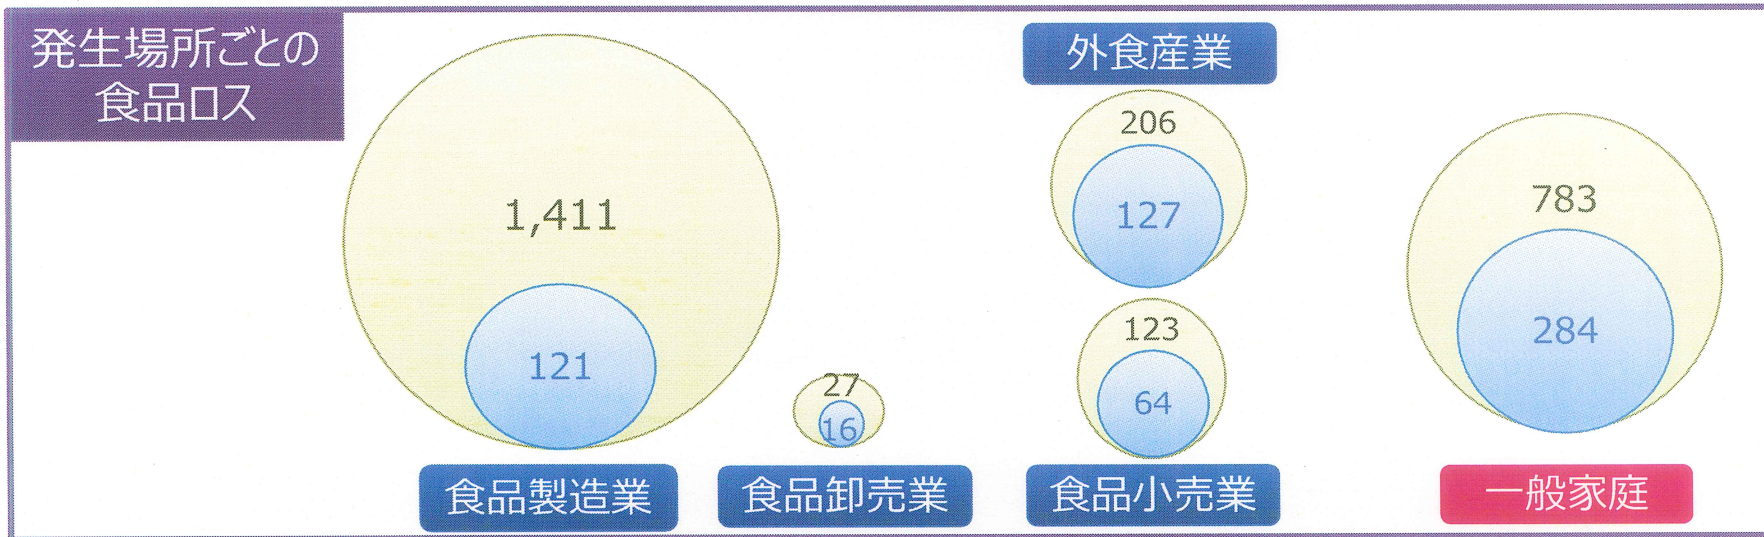 発生場所ごとの
食品ロス
1,411
121
食品製造業
27
16
食品卸売業
外食産業
206
127
123
64
食品小売業
783
284
一般家庭